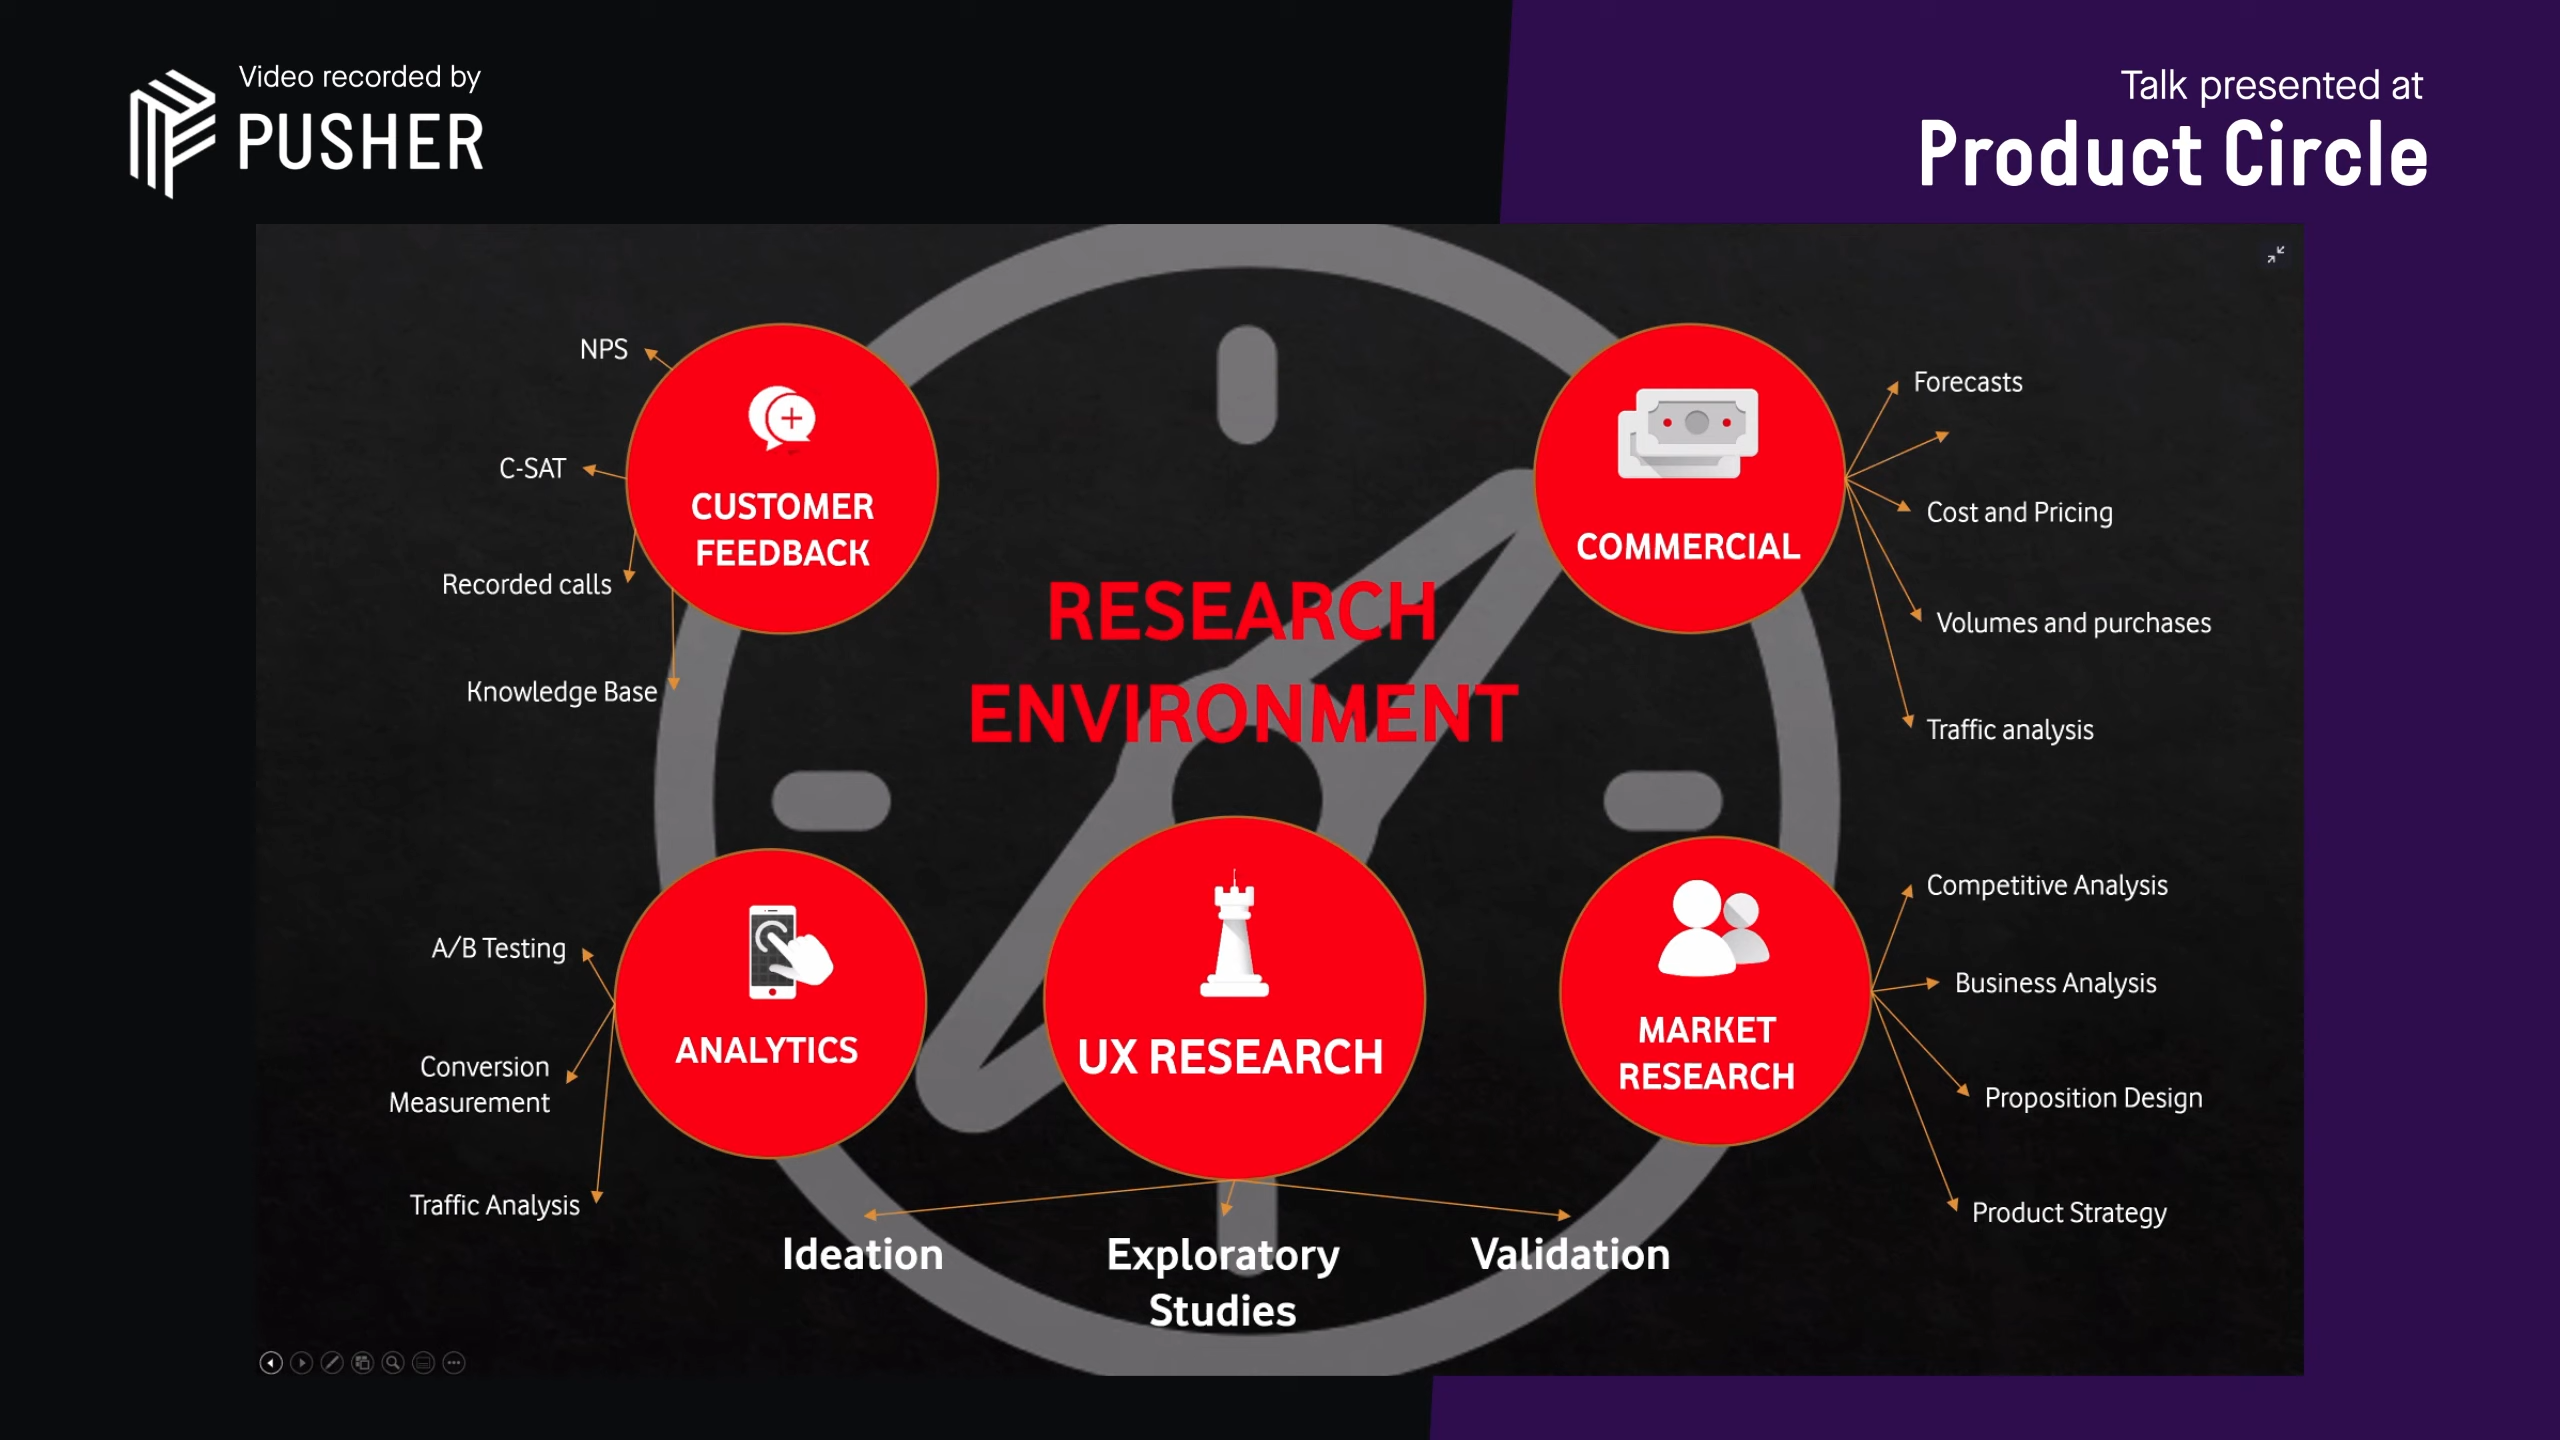 Video recorded by
PUSHER
Talk presented at
Product Circle
NPS
C-SAT
Recorded calls
Knowledge Base
CUSTOMER
FEEDBACK
COMMERCIAL
Forecasts
Cost and Pricing
Volumes and purchases
Traffic analysis
RESEARCH
ENVIRONMENT
A/B Testing
Conversion
Measurement
Traffic Analysis
ANALYTICS
UX RESEARCH
Ideation
Exploratory
Studies
Validation
MARKET
RESEARCH
Competitive Analysis
Business Analysis
Proposition Design
Product Strategy